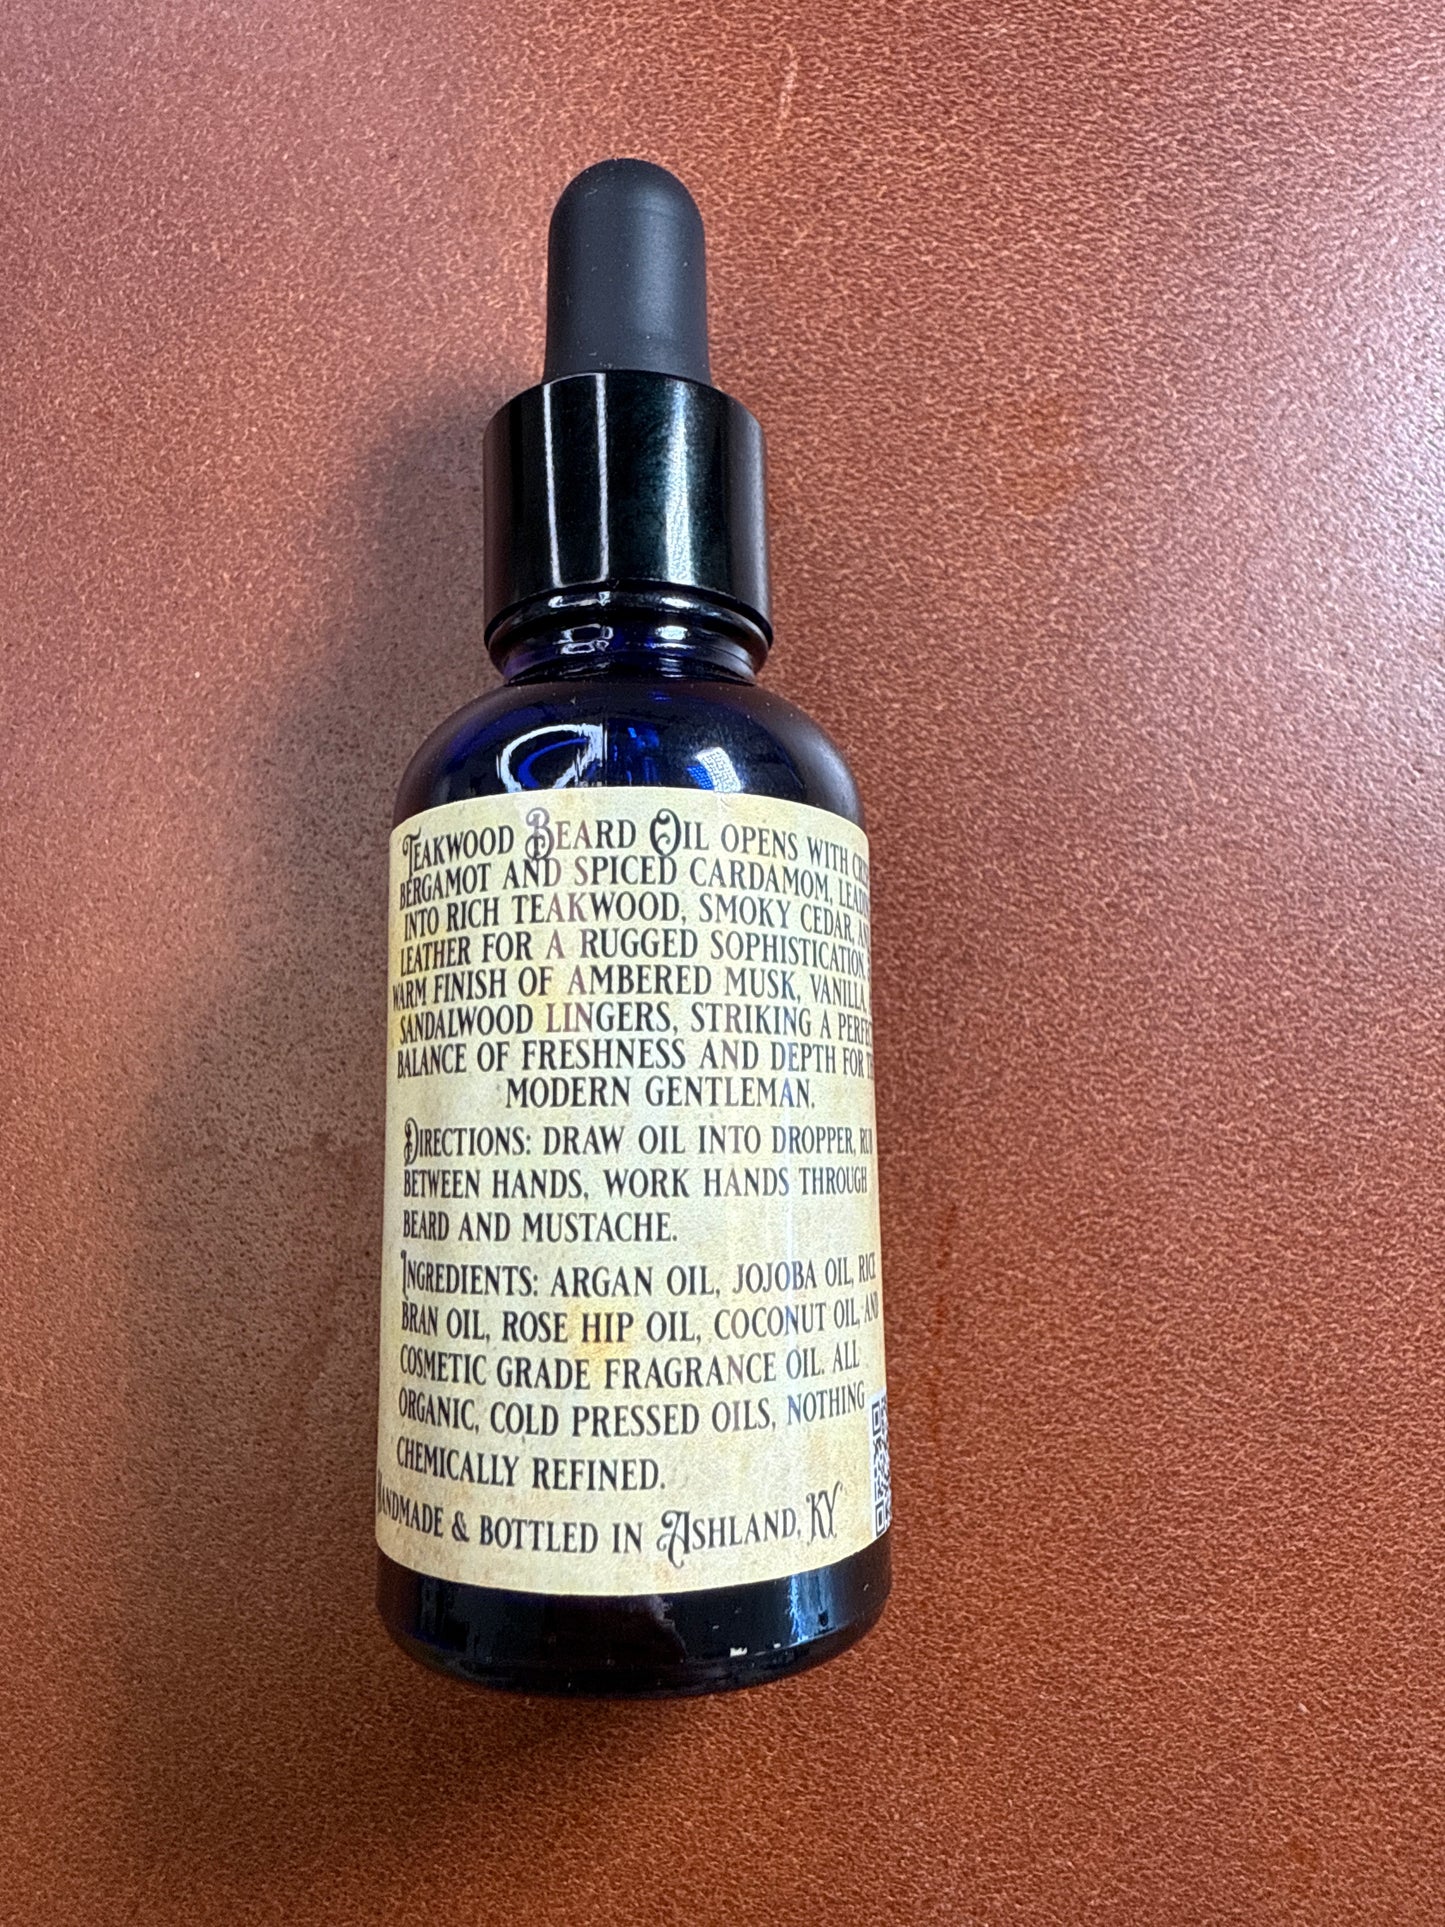 Teakwood Beard Oil opens with
bergamot and spiced cardamom,
into rich teakwood, smoky cedar,
leather for a rugged sophistication
warm finish of ambered musk, vanilla,
sandalwood lingers, striking a
balance of freshness and depth for
modern gentleman.
Directions: draw oil into dropper,
between hands, work hands through
beard and mustache.
Ingredients: argan oil, jojoba oil, rice
bran oil, rose hip oil, coconut oil, and
cosmetic grade fragrance oil. All
organic, cold pressed oils, nothing
chemically refined.
Handmade & bottled in Ashland, KY